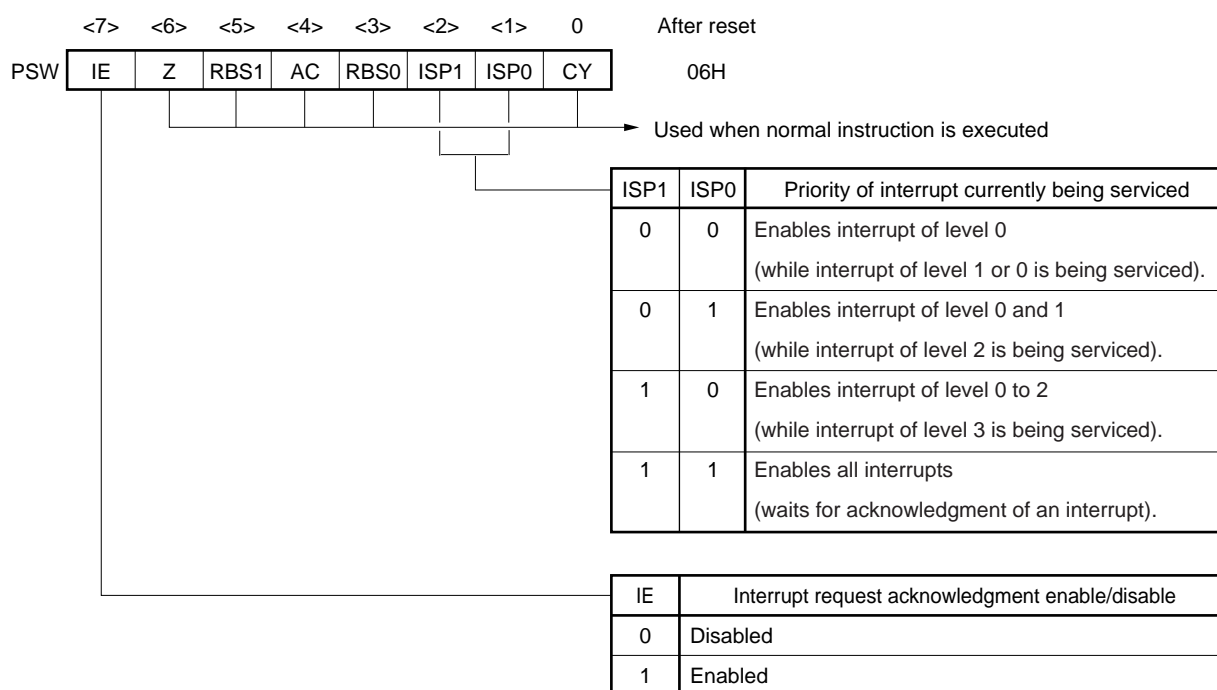 <7> <6> <5> <4> <3> <2> <1> 0 After reset
PSW IE Z RBS1 AC RBS0 ISP1 ISP0 CY 06H
Used when normal instruction is executed
ISP1 ISP0 Priority of interrupt currently being serviced
0 0 Enables interrupt of level 0
(while interrupt of level 1 or 0 is being serviced).
0 1 Enables interrupt of level 0 and 1
(while interrupt of level 2 is being serviced).
1 0 Enables interrupt of level 0 to 2
(while interrupt of level 3 is being serviced).
1 1 Enables all interrupts
(waits for acknowledgment of an interrupt).
IE Interrupt request acknowledgment enable/disable
0 Disabled
1 Enabled